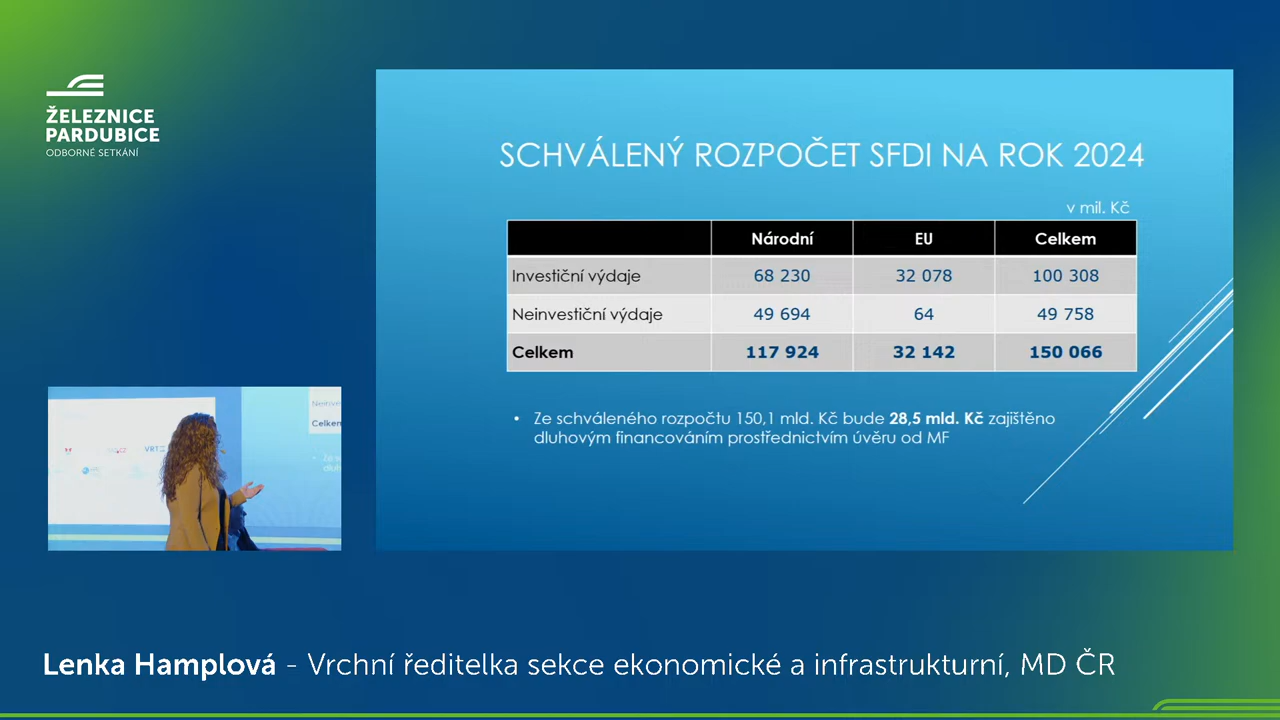 ŽELEZNICE
PARDUBICE
ODBORNÉ SETKÁNÍ
SCHVÁLENÝ ROZPOČET SFDI NA ROK 2024
v mil. Kč
Národní EU Celkem
Investiční výdaje 68 230 32 078 100 308
Neinvestiční výdaje 49 694 64 49 758
Celkem 117 924 32 142 150 066
• Ze schváleného rozpočtu 150,1 mld. Kč bude 28,5 mld. Kč zajištěno
dluhovým financováním prostřednictvím úvěru od MF
VRT
Celkem
Lenka Hamplová - Vrchní ředitelka sekce ekonomické a infrastrukturní, MD ČR